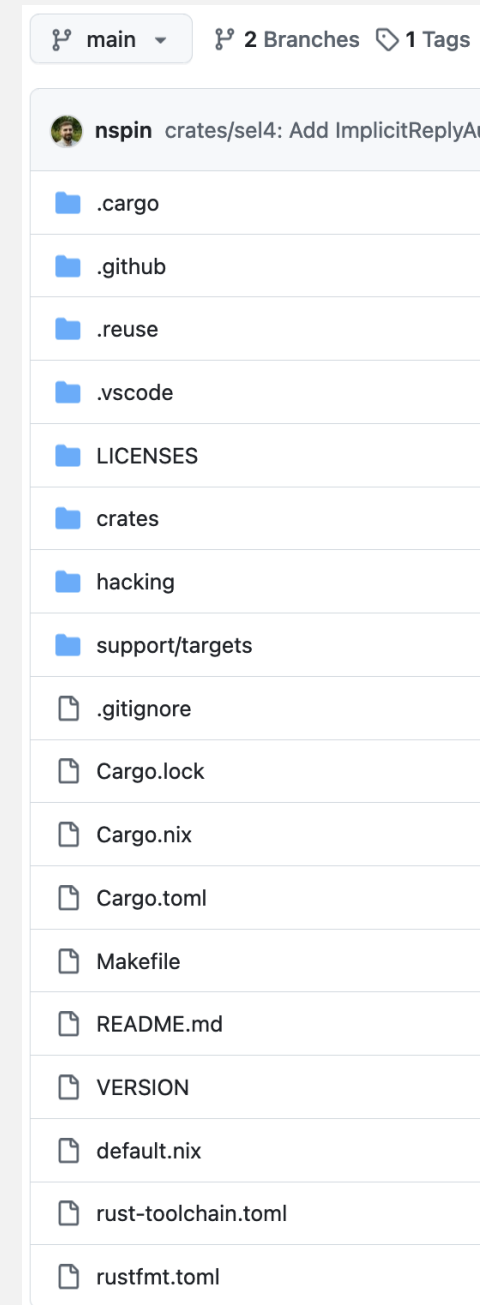 main 2 Branches 1 Tags
nspin crates/sel4: Add ImplicitReplyA
.cargo
.github
.reuse
.vscode
LICENSES
crates
hacking
support/targets
.gitignore
Cargo.lock
Cargo.nix
Cargo.toml
Makefile
README.md
VERSION
default.nix
rust-toolchain.toml
rustfmt.toml